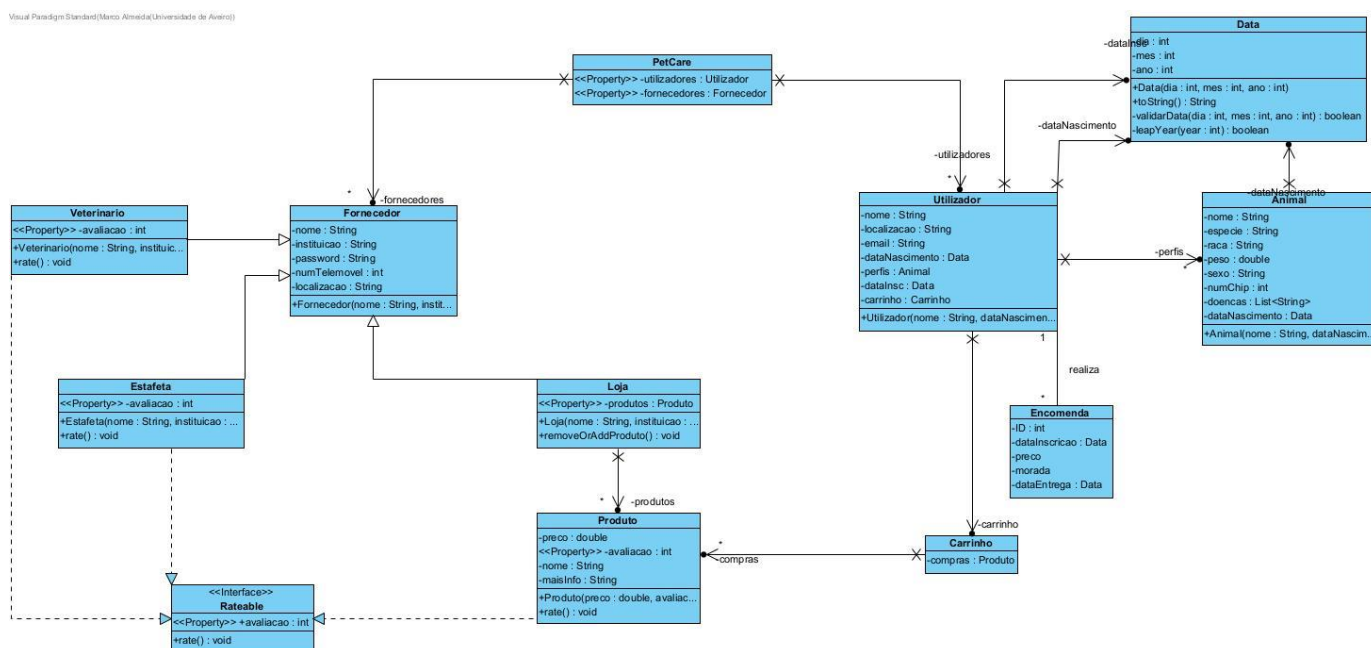 Visual Paradigm Standard(Marco Almeida(Universidade de Aveiro))
PetCare
<<Property>> -utilizadores : Utilizador
<<Property>> -fornecedores : Fornecedor
Data
-dia : int
-mes : int
-ano : int
+Data(dia : int, mes : int, ano : int)
+toString() : String
-validarData(dia : int, mes : int, ano : int) : boolean
-leapYear(year : int) : boolean
-dataInsc
-dataNascimento
-utilizadores
*
*
-fornecedores
Veterinario
<<Property>> -avaliacao : int
+Veterinario(nome : String, instituic...
+rate() : void
Fornecedor
-nome : String
-instituicao : String
-password : String
-numTelemovel : int
-localizacao : String
+Fornecedor(nome : String, instit...
Utilizador
-nome : String
-localizacao : String
-email : String
-dataNascimento : Data
-perfis : Animal
-dataInsc : Data
-carrinho : Carrinho
+Utilizador(nome : String, dataNascimen...
-perfis
*
-dataNascimento
Animal
-nome : String
-especie : String
-raca : String
-peso : double
-sexo : String
-numChip : int
-doencas : List<String>
-dataNascimento : Data
+Animal(nome : String, dataNascim...
1
realiza
*
Estafeta
<<Property>> -avaliacao : int
+Estafeta(nome : String, instituicao : ...
+rate() : void
Loja
<<Property>> -produtos : Produto
+Loja(nome : String, instituicao : ...
+removeOrAddProduto() : void
Encomenda
-ID : int
-dataInscricao : Data
-preco
-morada
-dataEntrega : Data
*
-produtos
Produto
-preco : double
<<Property>> -avaliacao : int
-nome : String
-maisInfo : String
+Produto(preco : double, avaliac...
+rate() : void
*
-compras
-carrinho
Carrinho
-compras : Produto
<<Interface>>
Rateable
<<Property>> +avaliacao : int
+rate() : void